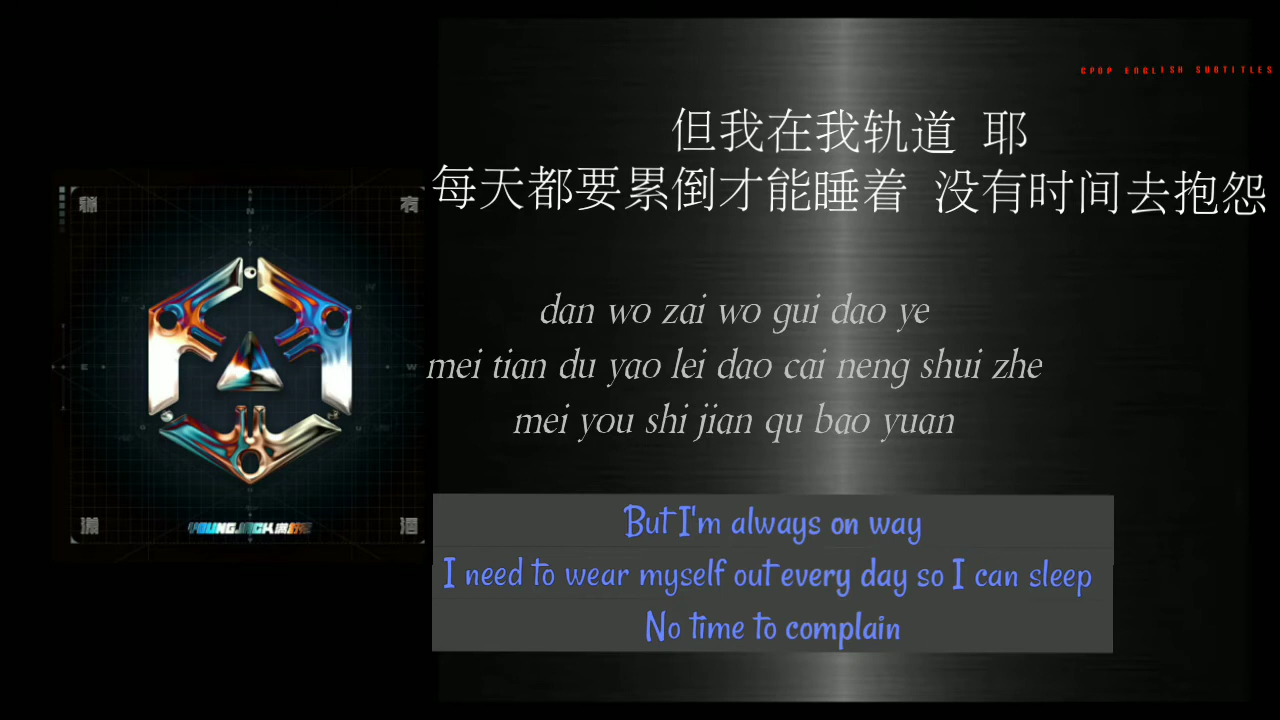 CPOP ENGLISH SUBTITLES
但我在我轨道 耶
每天都要累倒才能睡着 没有时间去抱怨
dan wo zai wo gui dao ye
mei tian du yao lei dao cai neng shui zhe
mei you shi jian qu bao yuan
But I'm always on way
I need to wear myself out every day so I can sleep
No time to complain
N
E
W